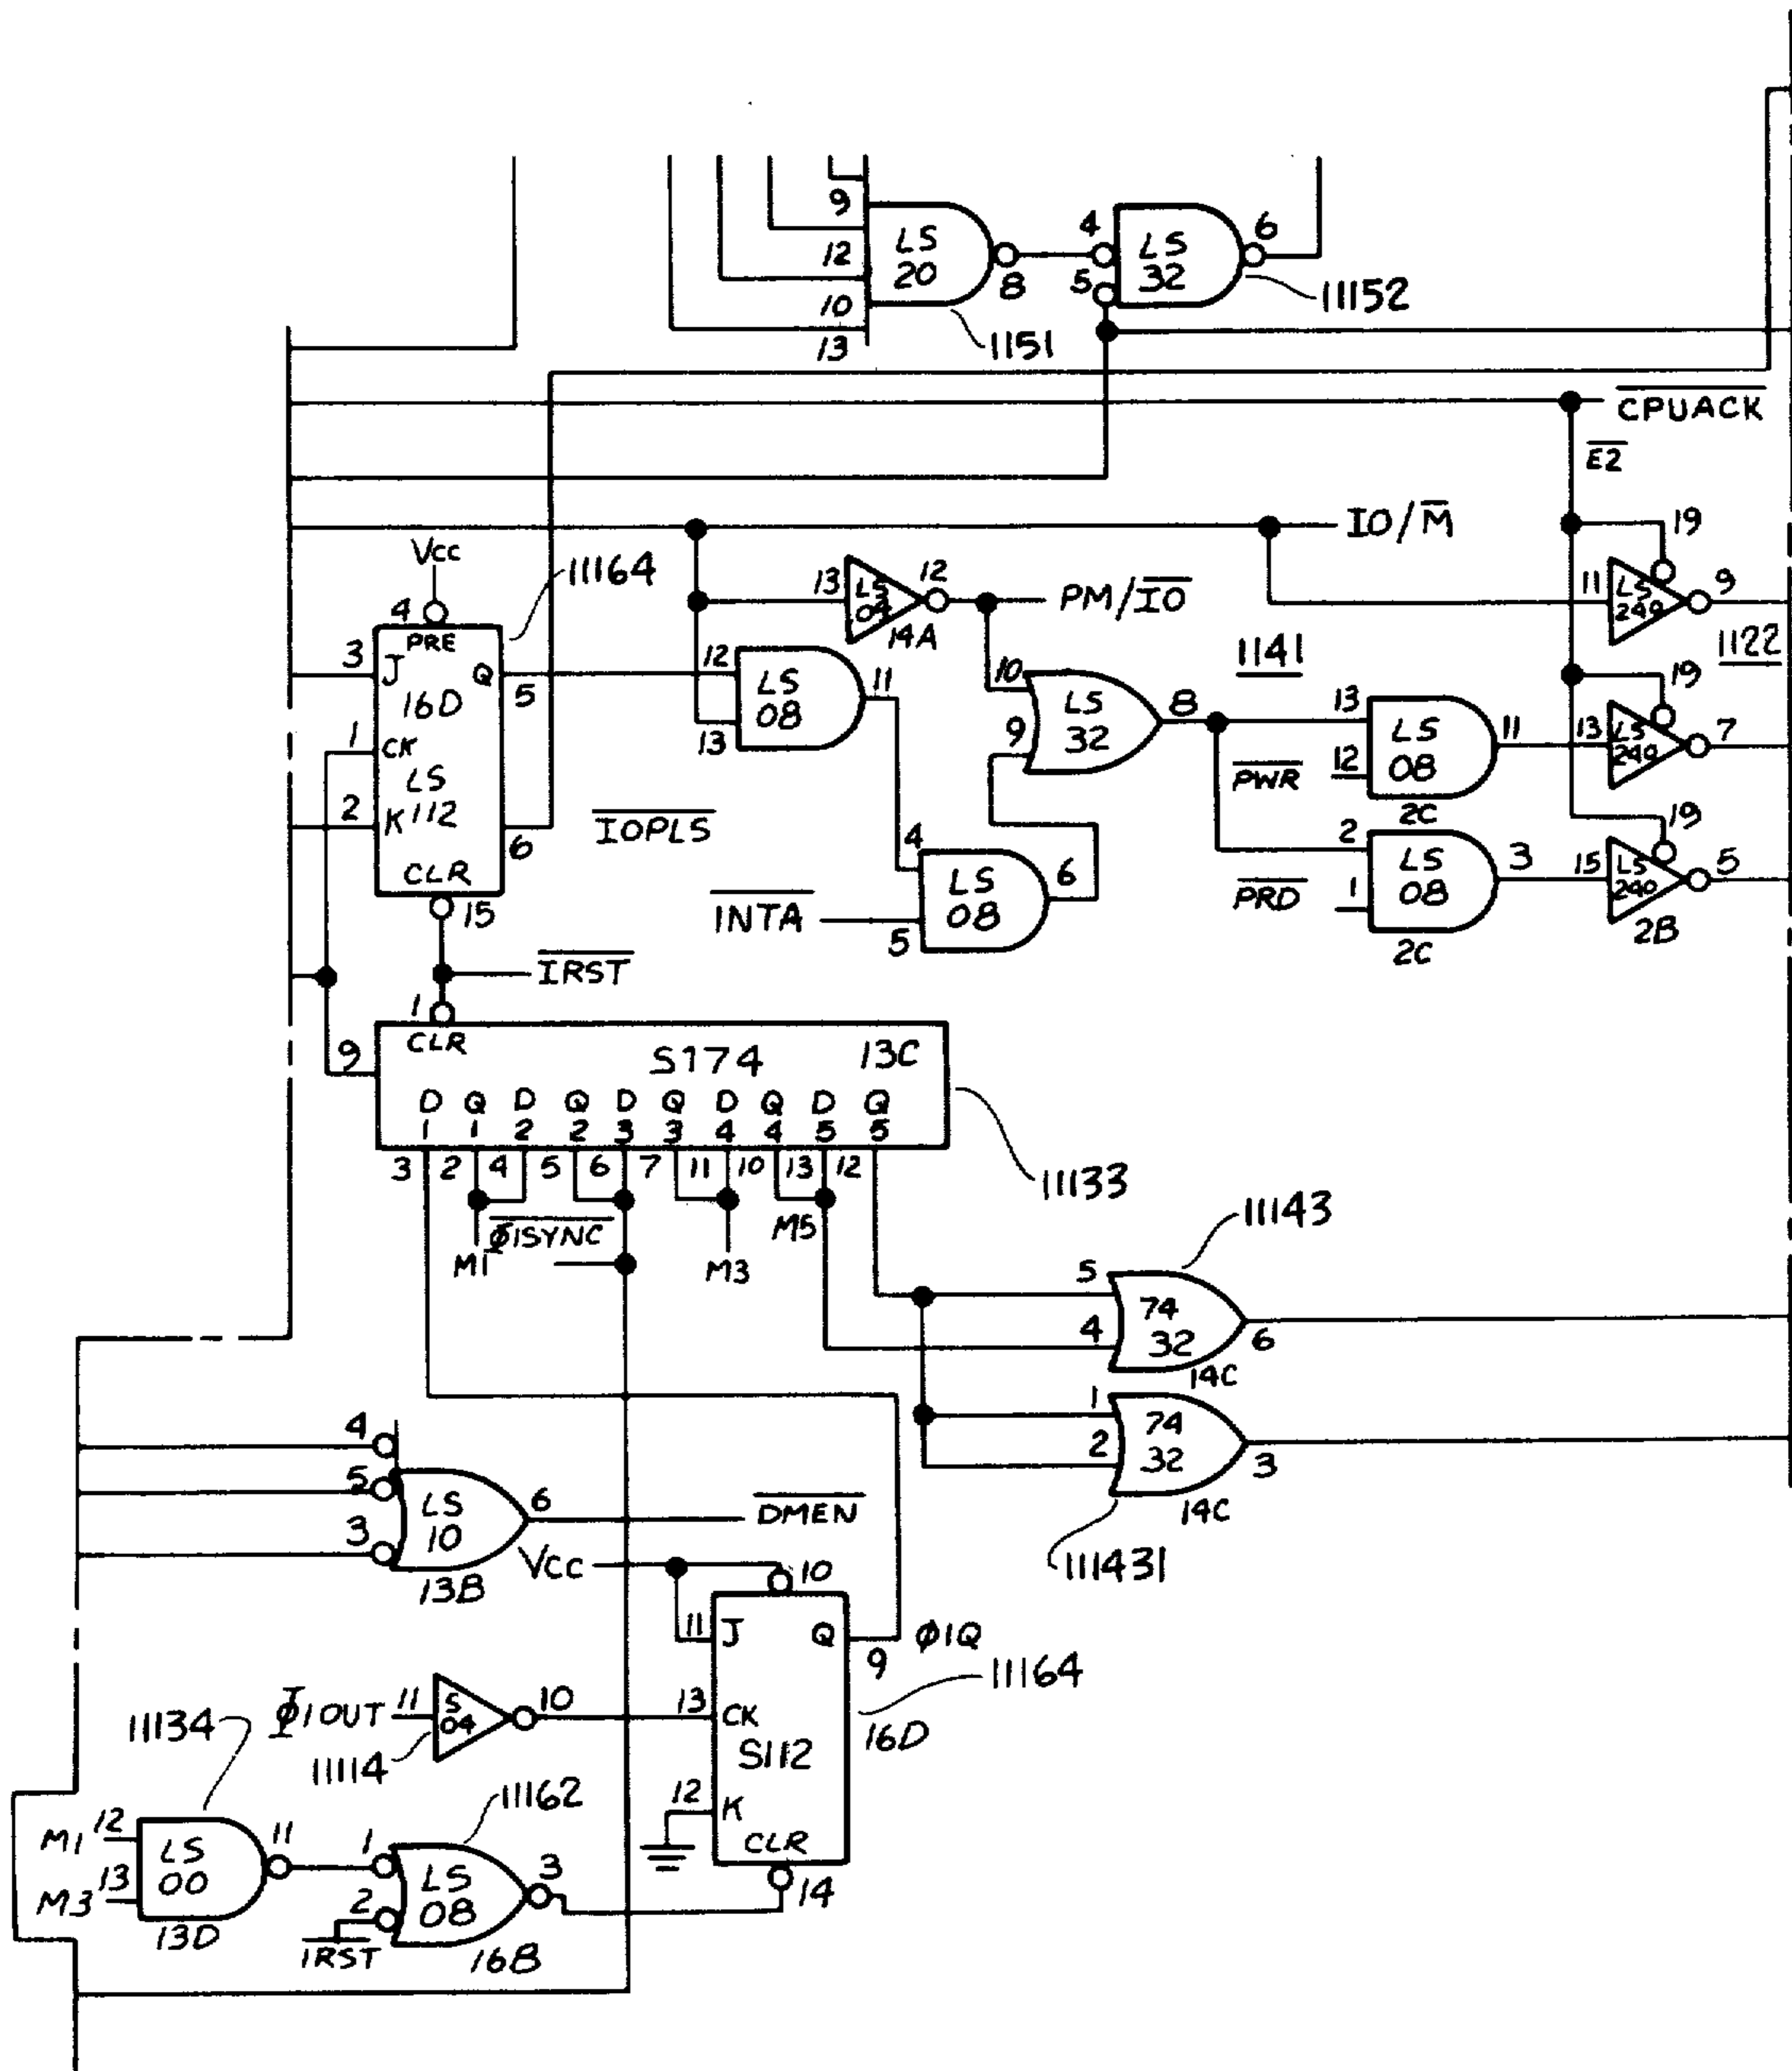 9
LS
20
12
10
13
8
1151
4
5
LS
32
6
11152
CPUACK
E2
IO/M
Vcc
11164
4
PRE
3
J
Q
5
16D
1
CK
LS
2
K
112
6
CLR
15
IOPLS
IRST
13
LS
04
12
14A
PM/IO
12
LS
08
11
13
10
LS
9
32
8
1141
INTA
4
LS
08
6
5
13
LS
PWR
12
08
11
2C
2
LS
PRD
1
08
3
2C
19
11
LS
240
9
1122
19
13
LS
240
7
19
15
LS
240
5
2B
1
CLR
9
S174
13C
D Q D Q D Q D Q D Q
1 1 2 2 3 3 4 4 5 5
3 2 4 5 6 7 11 10 13 12
11133
M1
Φ1SYNC
M3
M5
11143
5
74
4
32
6
14C
1
74
2
32
3
14C
111431
4
5
LS
3
10
6
13B
DMEN
Vcc
10
11
J
Q
9
φ1Q
11164
16D
13
CK
S112
12
K
CLR
14
Φ1OUT
11
S
04
10
11114
11134
M1
12
LS
11
M3
13
00
13D
11162
1
LS
3
2
08
IRST
16B